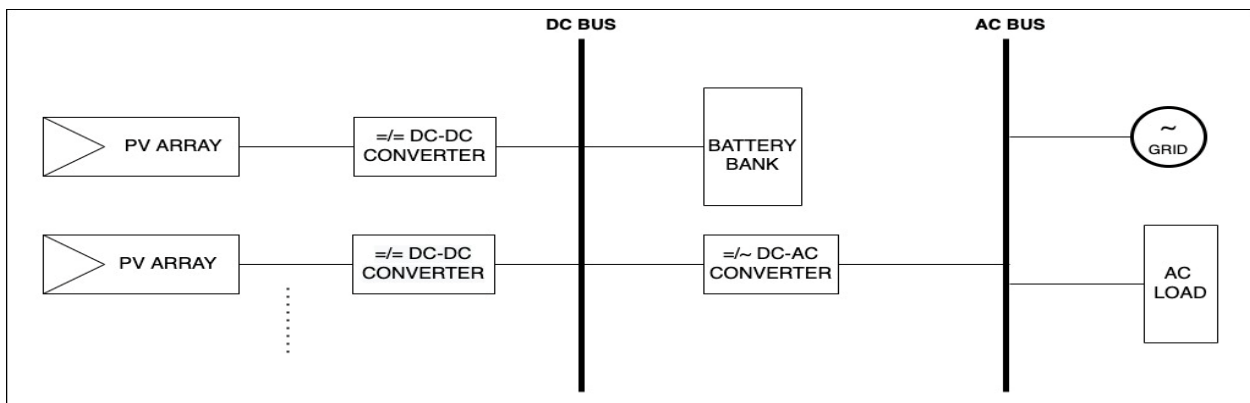 DC BUS
AC BUS
PV ARRAY
=/= DC-DC
CONVERTER
BATTERY
BANK
~
GRID
PV ARRAY
=/= DC-DC
CONVERTER
=/~ DC-AC
CONVERTER
AC
LOAD